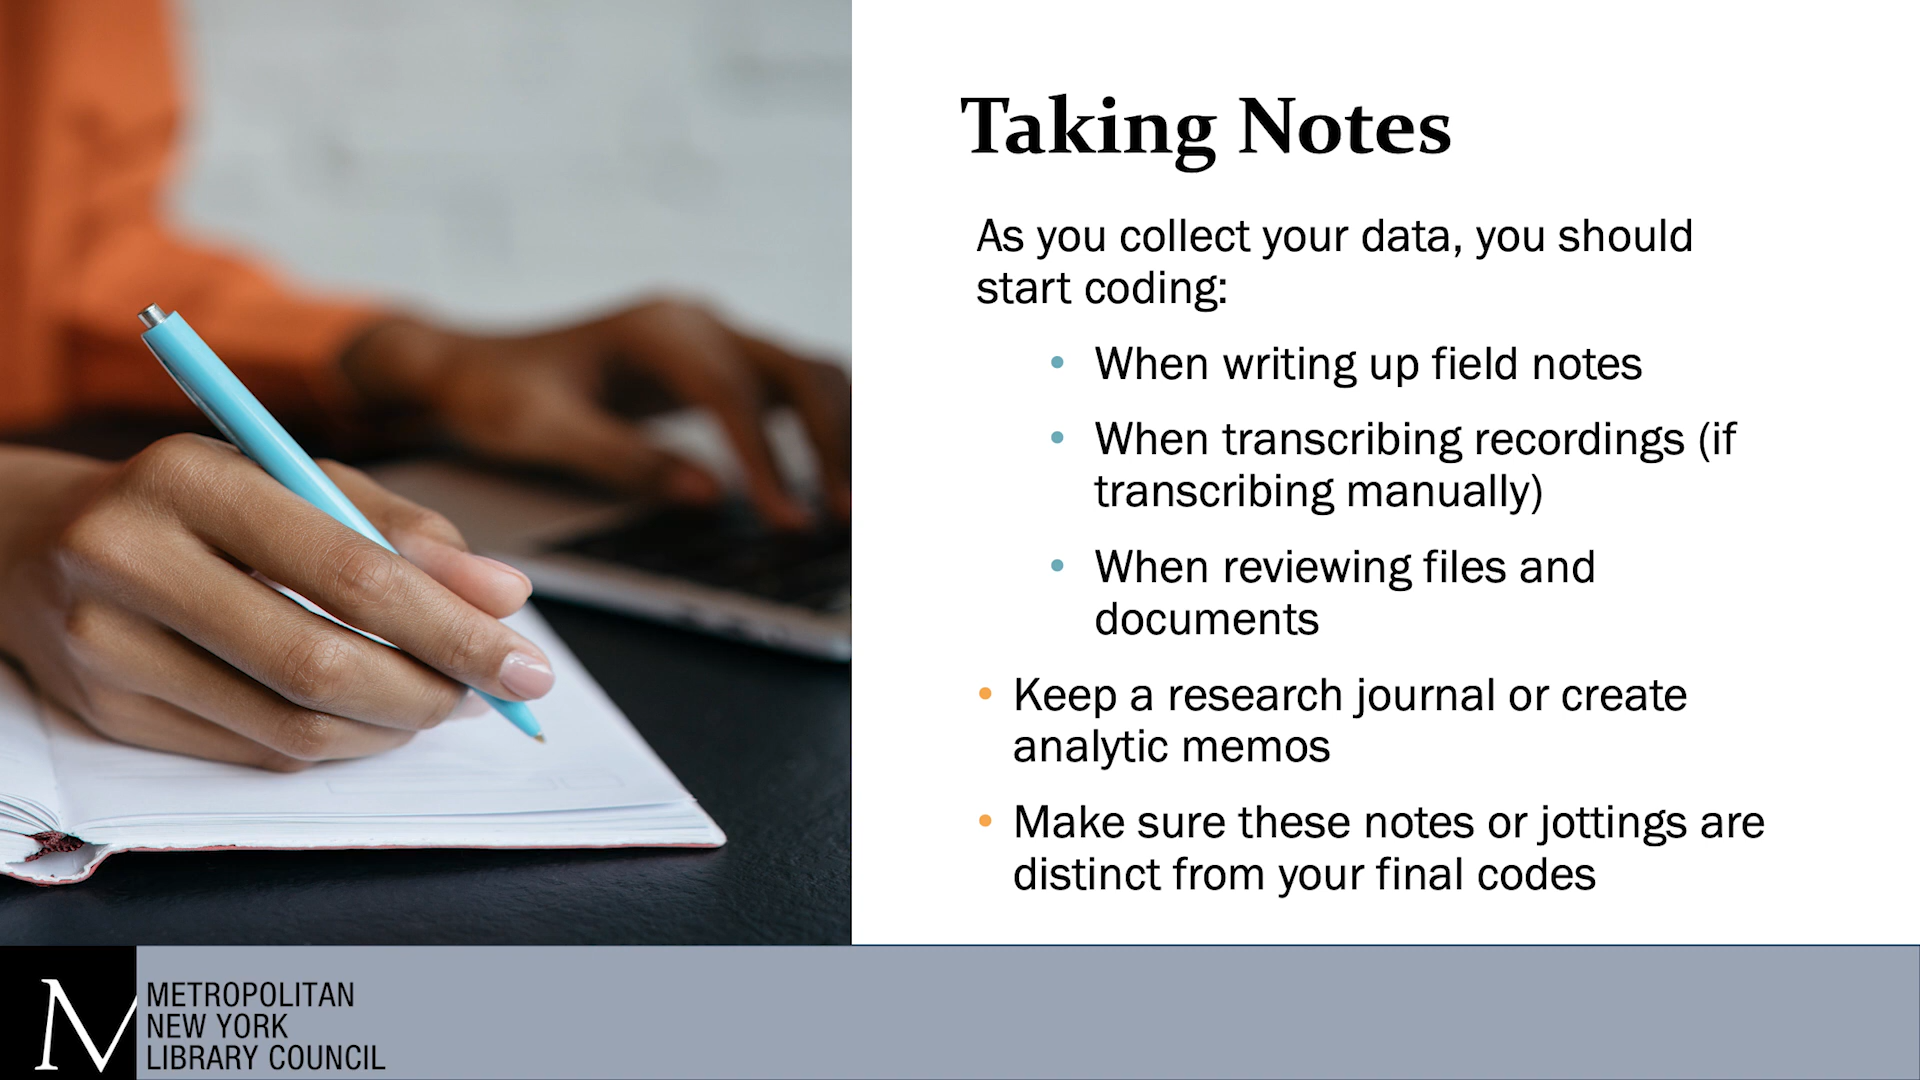 Taking Notes
As you collect your data, you should
start coding:
• When writing up field notes
• When transcribing recordings (if
transcribing manually)
• When reviewing files and
documents
• Keep a research journal or create
analytic memos
• Make sure these notes or jottings are
distinct from your final codes
M METROPOLITAN
NEW YORK
LIBRARY COUNCIL